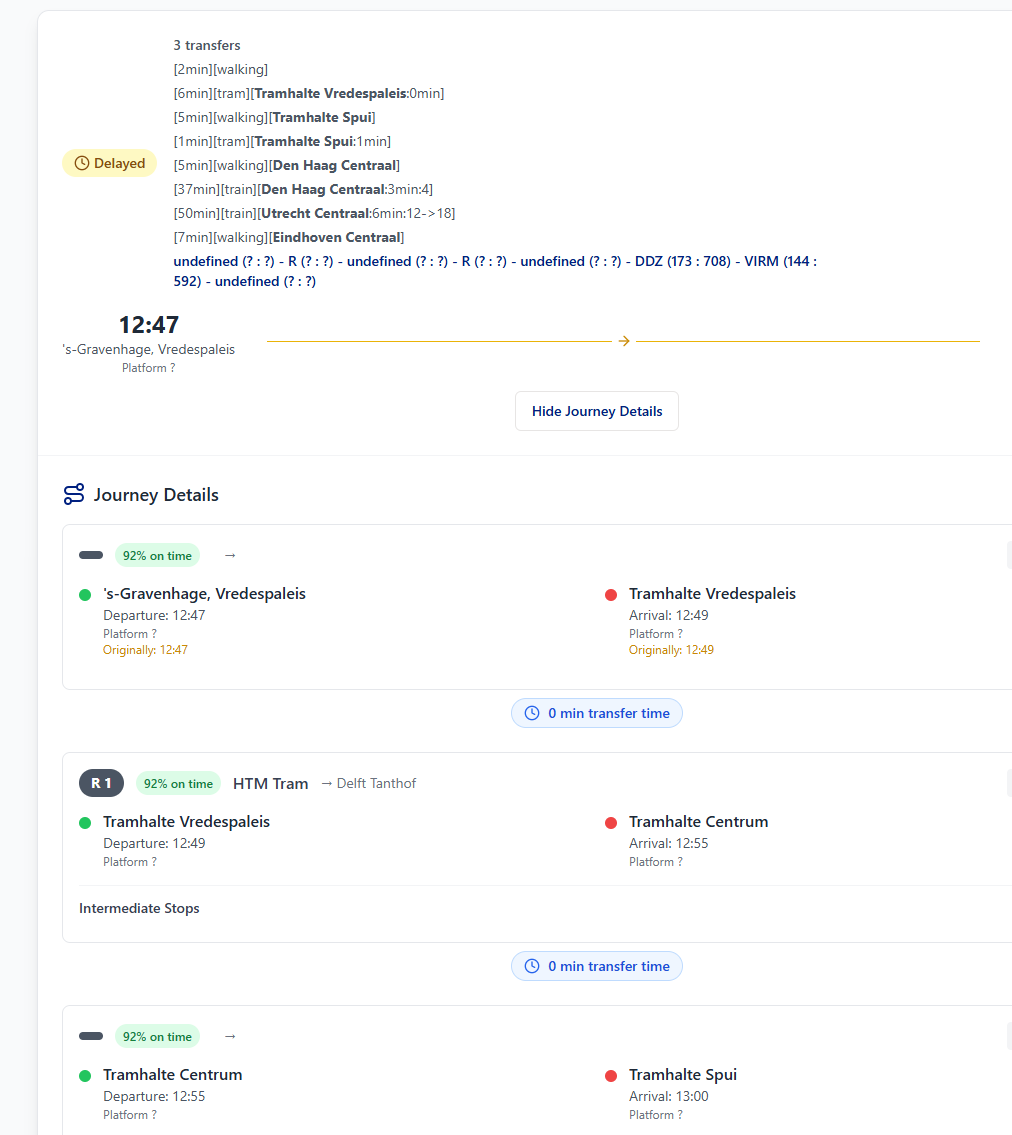 3 transfers
[2min][walking]
[6min][tram][Tramhalte Vredespaleis:0min]
[5min][walking][Tramhalte Spui]
[1min][tram][Tramhalte Spui:1min]
[5min][walking][Den Haag Centraal]
Delayed
[37min][train][Den Haag Centraal:3min:4]
[50min][train][Utrecht Centraal:6min:12->18]
[7min][walking][Eindhoven Centraal]
undefined (? : ?) - R (? : ?) - undefined (? : ?) - R (? : ?) - undefined (? : ?) - DDZ (173 : 708) - VIRM (144 :
592) - undefined (? : ?)
12:47
's-Gravenhage, Vredespaleis
Platform ?
→
Hide Journey Details
Journey Details
92% on time →
's-Gravenhage, Vredespaleis
Departure: 12:47
Platform ?
Originally: 12:47
Tramhalte Vredespaleis
Arrival: 12:49
Platform ?
Originally: 12:49
0 min transfer time
R 1 92% on time HTM Tram → Delft Tanthof
Tramhalte Vredespaleis
Departure: 12:49
Platform ?
Tramhalte Centrum
Arrival: 12:55
Platform ?
Intermediate Stops
0 min transfer time
92% on time →
Tramhalte Centrum
Departure: 12:55
Platform ?
Tramhalte Spui
Arrival: 13:00
Platform ?